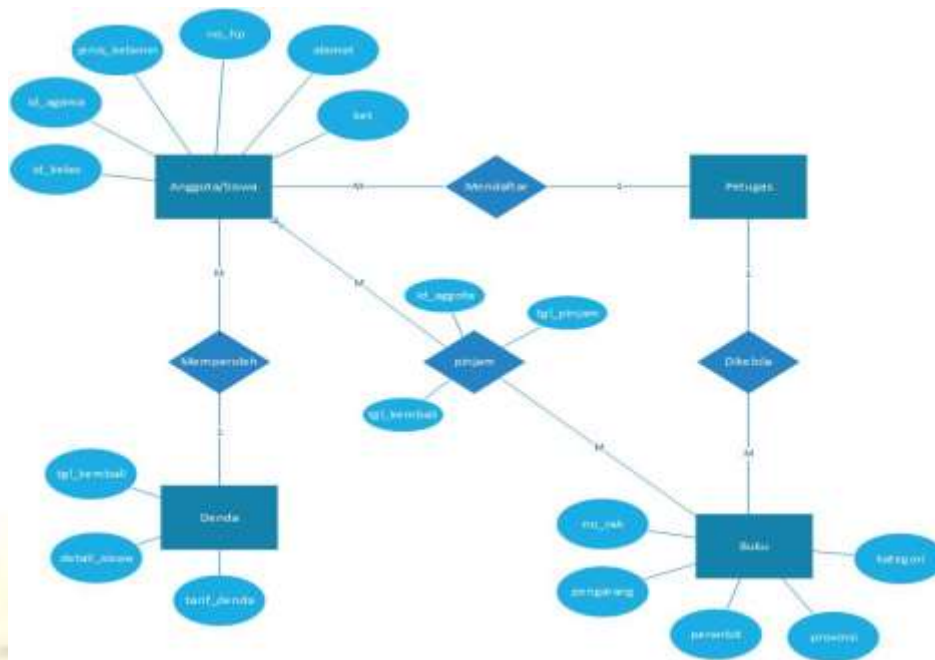 no_hp
jenis_kelamin
alamat
id_agama
ket
id_kelas
Anggota/Siswa
M
Mendaftar
1
Petugas
M
M
1
id_aggota
tgl_pinjam
Memperoleh
pinjam
Dikelola
tgl_kembali
1
M
M
tgl_kembali
Denda
no_rak
Buku
kategori
pengarang
tarif_denda
penerbit
provinsi